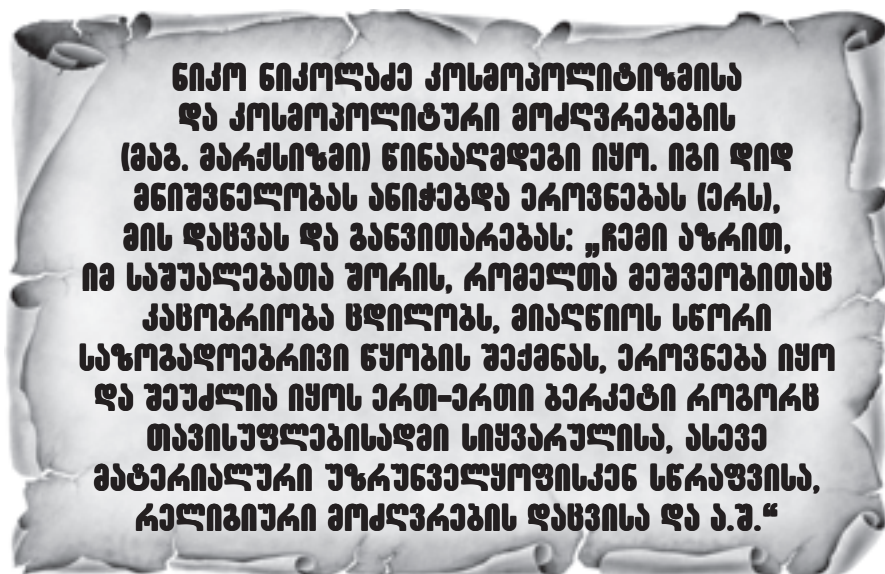 ნიკო ნიკოლაძე კოსმოპოლიტიზმისა
და კოსმოპოლიტური მოძღვრებების
(მაგ. მარქსიზმი) წინააღმდეგი იყო. იგი დიდ
მნიშვნელობას ანიჭებდა ეროვნებას (ერს),
მის დაცვას და განვითარებას: „ჩემი აზრით,
იმ საშუალებათა შორის, რომელთა მეშვეობითაც
კაცობრიობა ცდილობს, მიაღწიოს სწორი
საზოგადოებრივი წყობის შექმნას, ეროვნება იყო
და შეუძლია იყოს ერთ-ერთი ბერკეტი როგორც
თავისუფლებისადმი სიყვარულისა, ასევე
მატერიალური უზრუნველყოფისკენ სწრაფვისა,
რელიგიური მოძღვრების დაცვისა და ა.შ.“